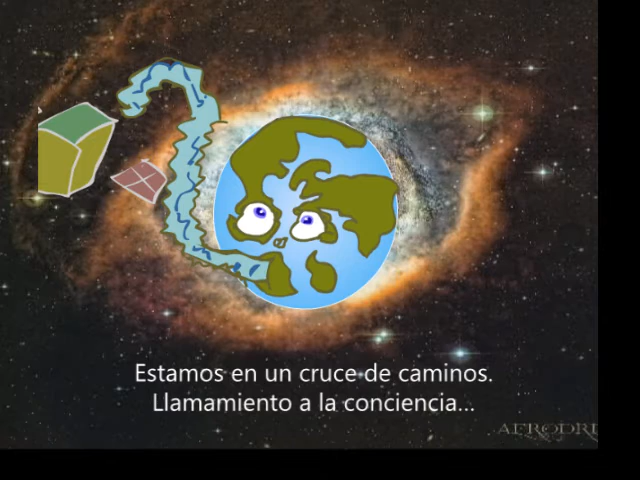 Estamos en un cruce de caminos.
Llamamiento a la conciencia...